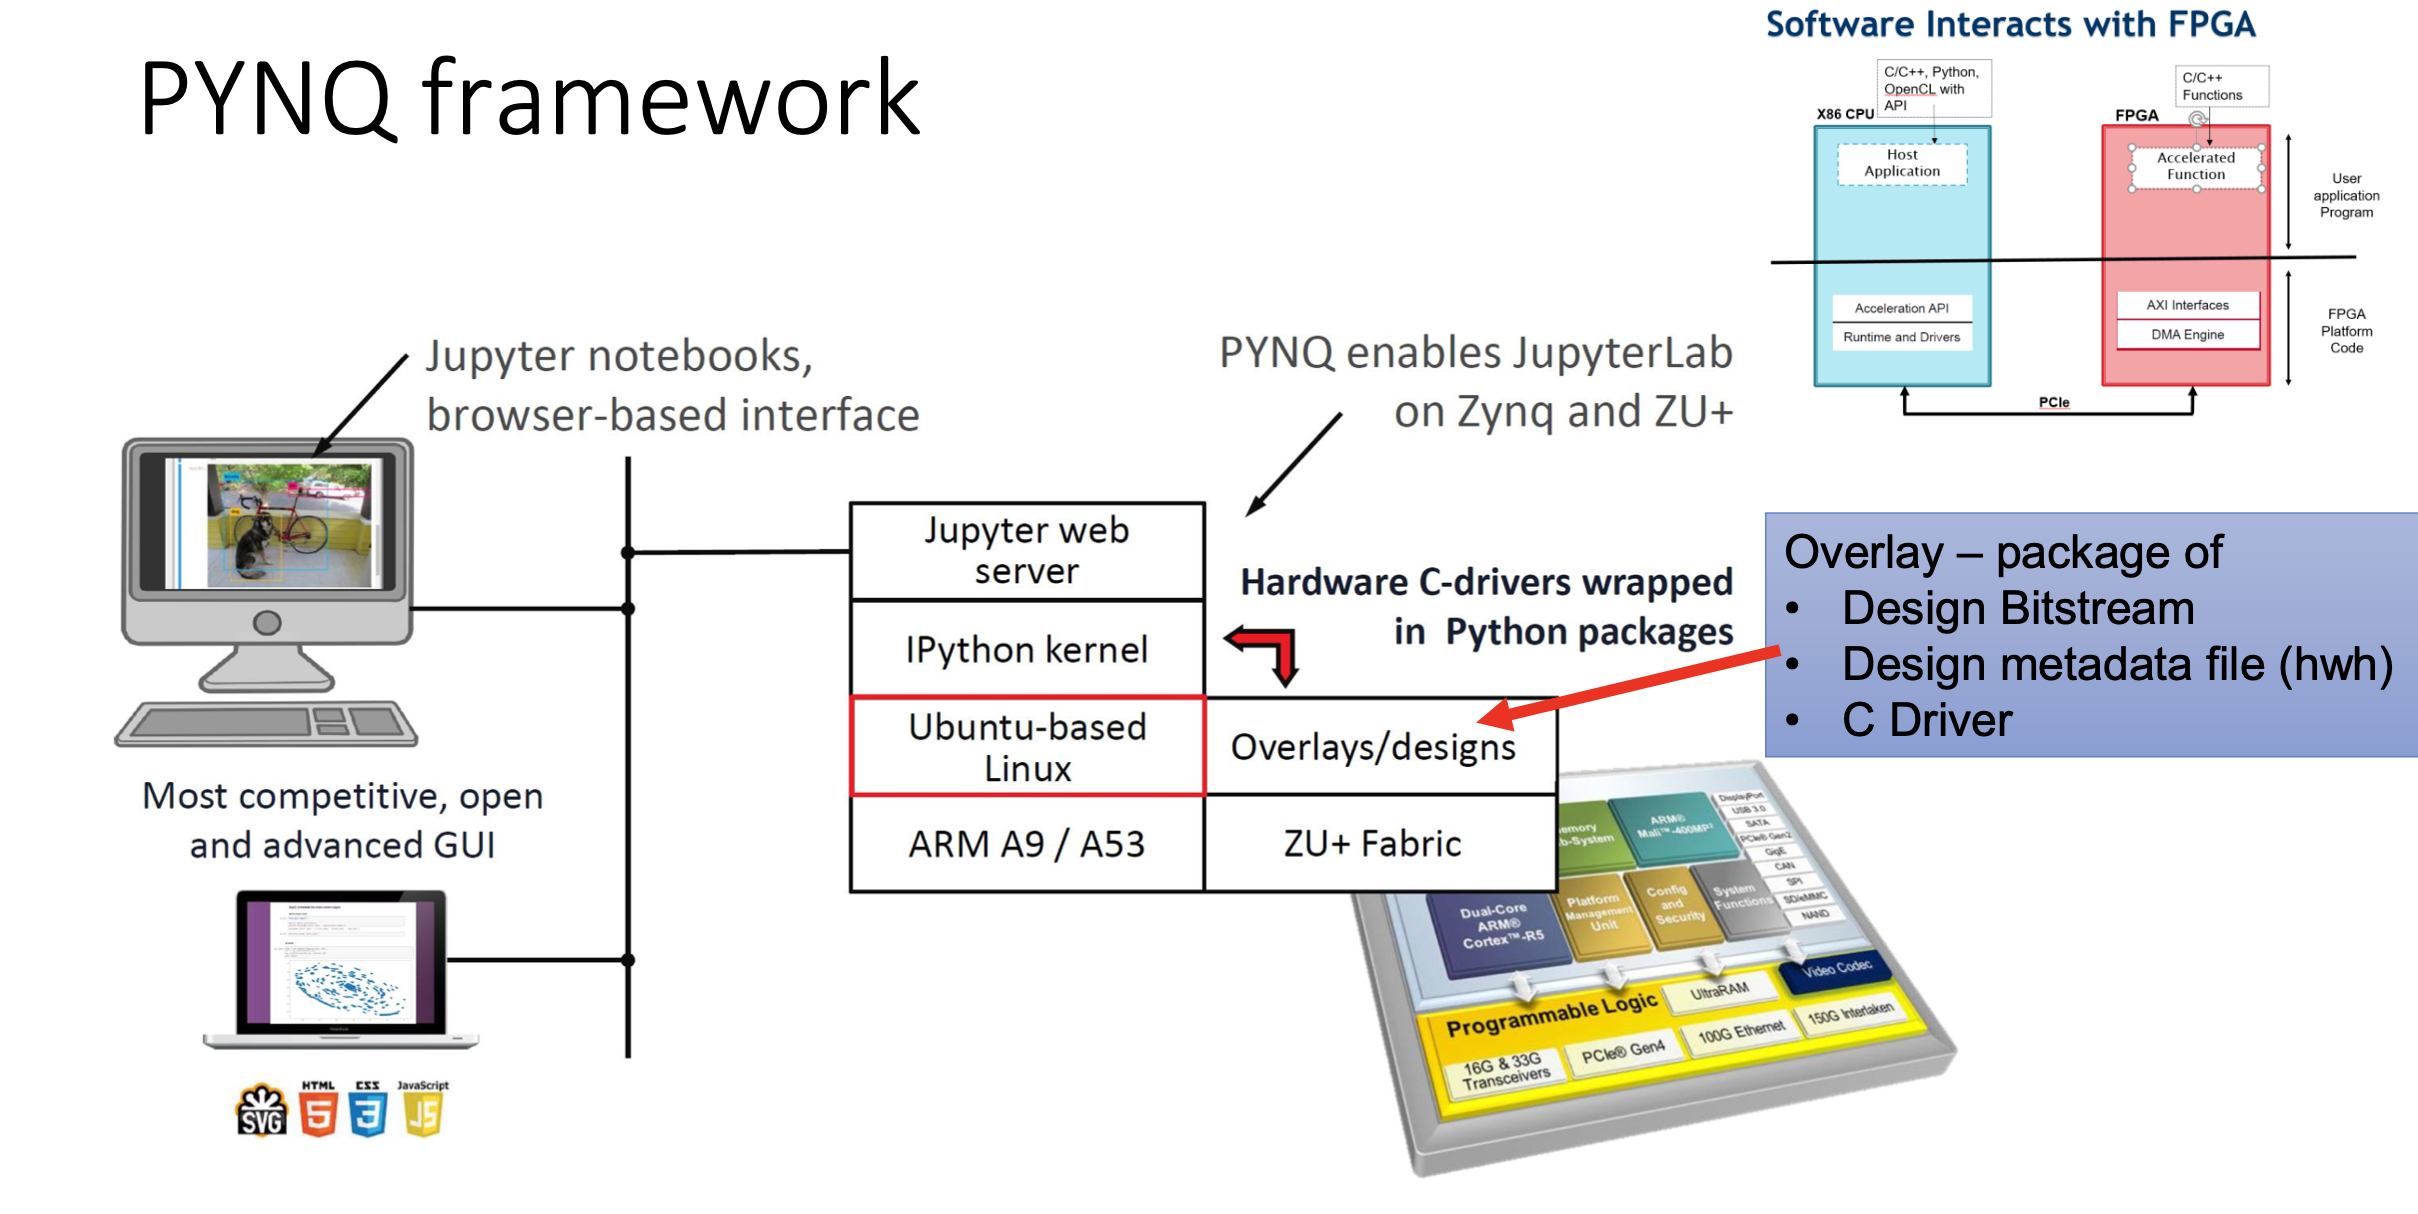 PYNQ framework
Software Interacts with FPGA
C/C++, Python,
OpenCL with
API
C/C++
Functions
X86 CPU
FPGA
Host
Application
Accelerated
Function
User
application
Program
Acceleration API
Runtime and Drivers
AXI Interfaces
DMA Engine
FPGA
Platform
Code
PCIe
Jupyter notebooks,
browser-based interface
PYNQ enables JupyterLab
on Zynq and ZU+
Jupyter web
server
IPython kernel
Ubuntu-based
Linux
ARM A9 / A53
Hardware C-drivers wrapped
in Python packages
Overlays/designs
ZU+ Fabric
Overlay – package of
• Design Bitstream
• Design metadata file (hwh)
• C Driver
Most competitive, open
and advanced GUI
SVG
HTML
5
CSS
3
JavaScript
JS
emory
b-System
ARM®
Mali™-400MP2
DisplayPort
USB 3.0
SATA
PCIe® Gen2
GigE
CAN
SPI
SD/eMMC
NAND
Dual-Core
ARM®
Cortex™-R5
Platform
Management
Unit
Config
and
Security
System
Functions
Programmable Logic
UltraRAM
Video Codec
16G & 33G
Transceivers
PCIe® Gen4
100G Ethernet
150G Interlaken